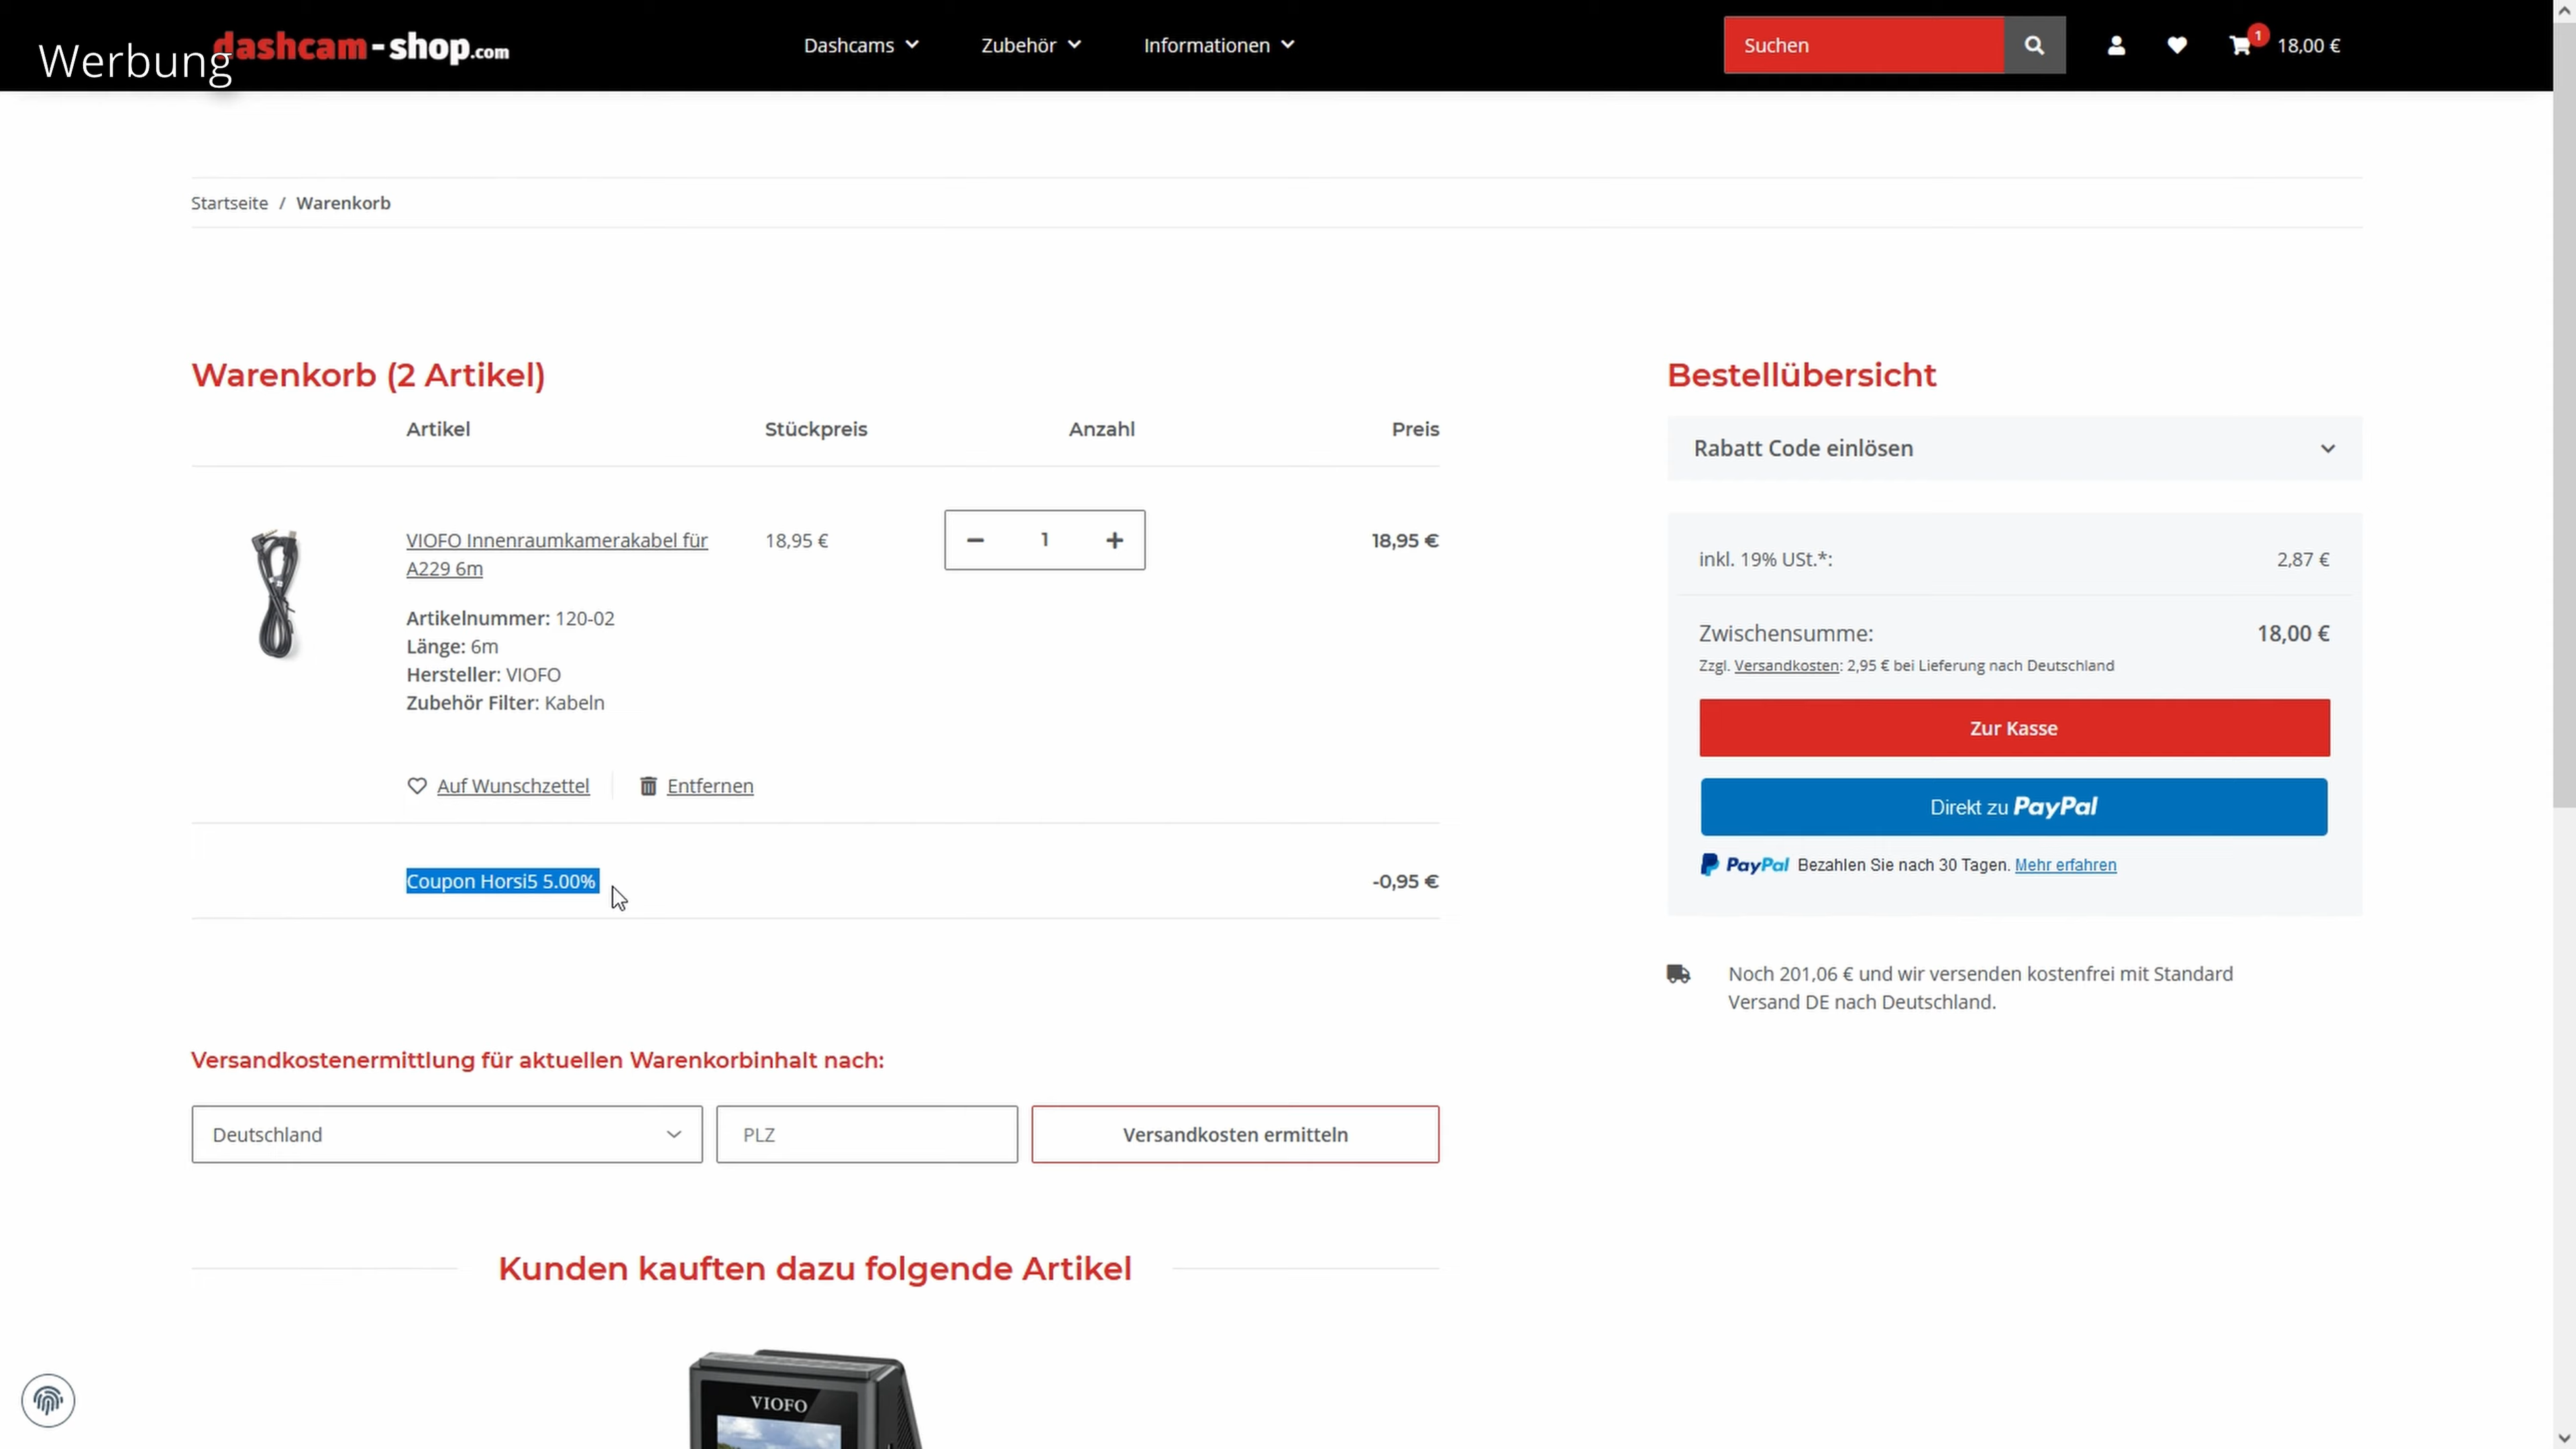 Werbung
dashcam-shop.com
Dashcams
Zubehör
Informationen
Suchen
1
18,00 €
Startseite / Warenkorb
Warenkorb (2 Artikel)
Artikel Stückpreis Anzahl Preis
VIOFO Innenraumkamerakabel für
A229 6m
18,95 €
1
18,95 €
Artikelnummer: 120-02
Länge: 6m
Hersteller: VIOFO
Zubehör Filter: Kabeln
Auf Wunschzettel
Entfernen
Coupon Horsi5 5.00%
-0,95 €
Bestellübersicht
Rabatt Code einlösen
inkl. 19% USt.*: 2,87 €
Zwischensumme: 18,00 €
Zzgl. Versandkosten: 2,95 € bei Lieferung nach Deutschland
Zur Kasse
Direkt zu PayPal
PayPal Bezahlen Sie nach 30 Tagen. Mehr erfahren
Noch 201,06 € und wir versenden kostenfrei mit Standard
Versand DE nach Deutschland.
Versandkostenermittlung für aktuellen Warenkorbinhalt nach:
Deutschland
PLZ
Versandkosten ermitteln
Kunden kauften dazu folgende Artikel
VIOFO